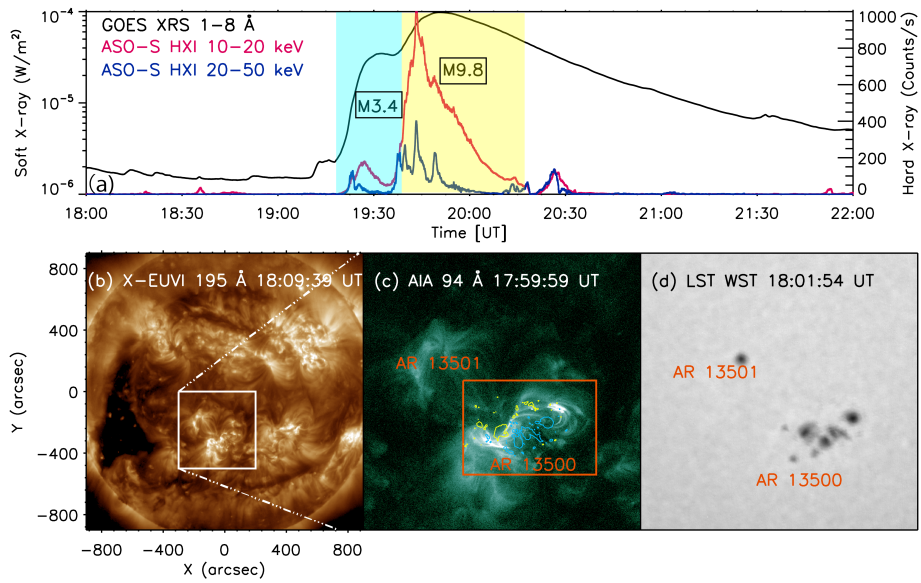 GOES XRS 1−8 Å
ASO−S HXI 10−20 keV
ASO−S HXI 20−50 keV
M3.4
M9.8
(a)
Soft X−ray (W/m²)
10⁻⁴
10⁻⁵
10⁻⁶
Hard X−ray (Counts/s)
1000
800
600
400
200
0
18:00 18:30 19:00 19:30 20:00 20:30 21:00 21:30 22:00
Time [UT]
(b) X−EUVI 195 Å 18:09:39 UT
(c) AIA 94 Å 17:59:59 UT
(d) LST WST 18:01:54 UT
AR 13501
AR 13500
AR 13501
AR 13500
Y (arcsec)
800
400
0
−400
−800
−800 −400 0 400 800
X (arcsec)